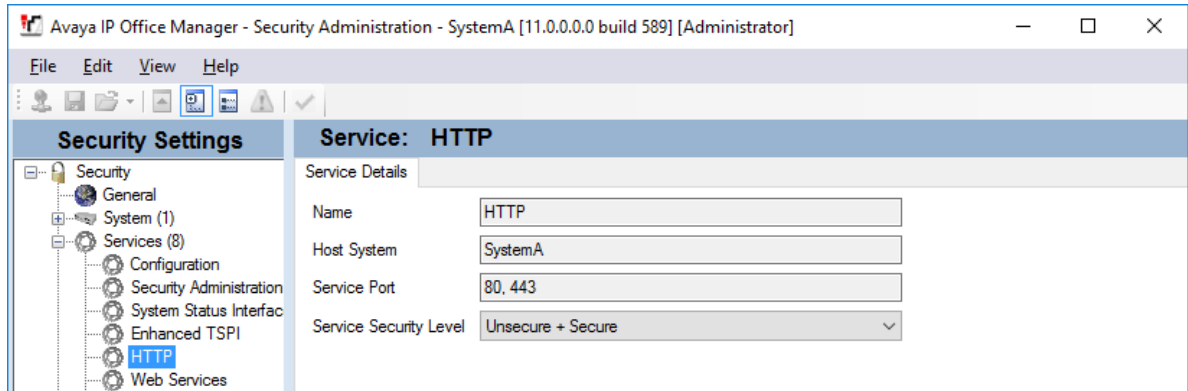 Avaya IP Office Manager - Security Administration - SystemA [11.0.0.0.0 build 589] [Administrator]
File Edit View Help
Security Settings
Service: HTTP
Security
General
System (1)
Services (8)
Configuration
Security Administration
System Status Interfac
Enhanced TSPI
HTTP
Web Services
Service Details
Name HTTP
Host System SystemA
Service Port 80, 443
Service Security Level Unsecure + Secure